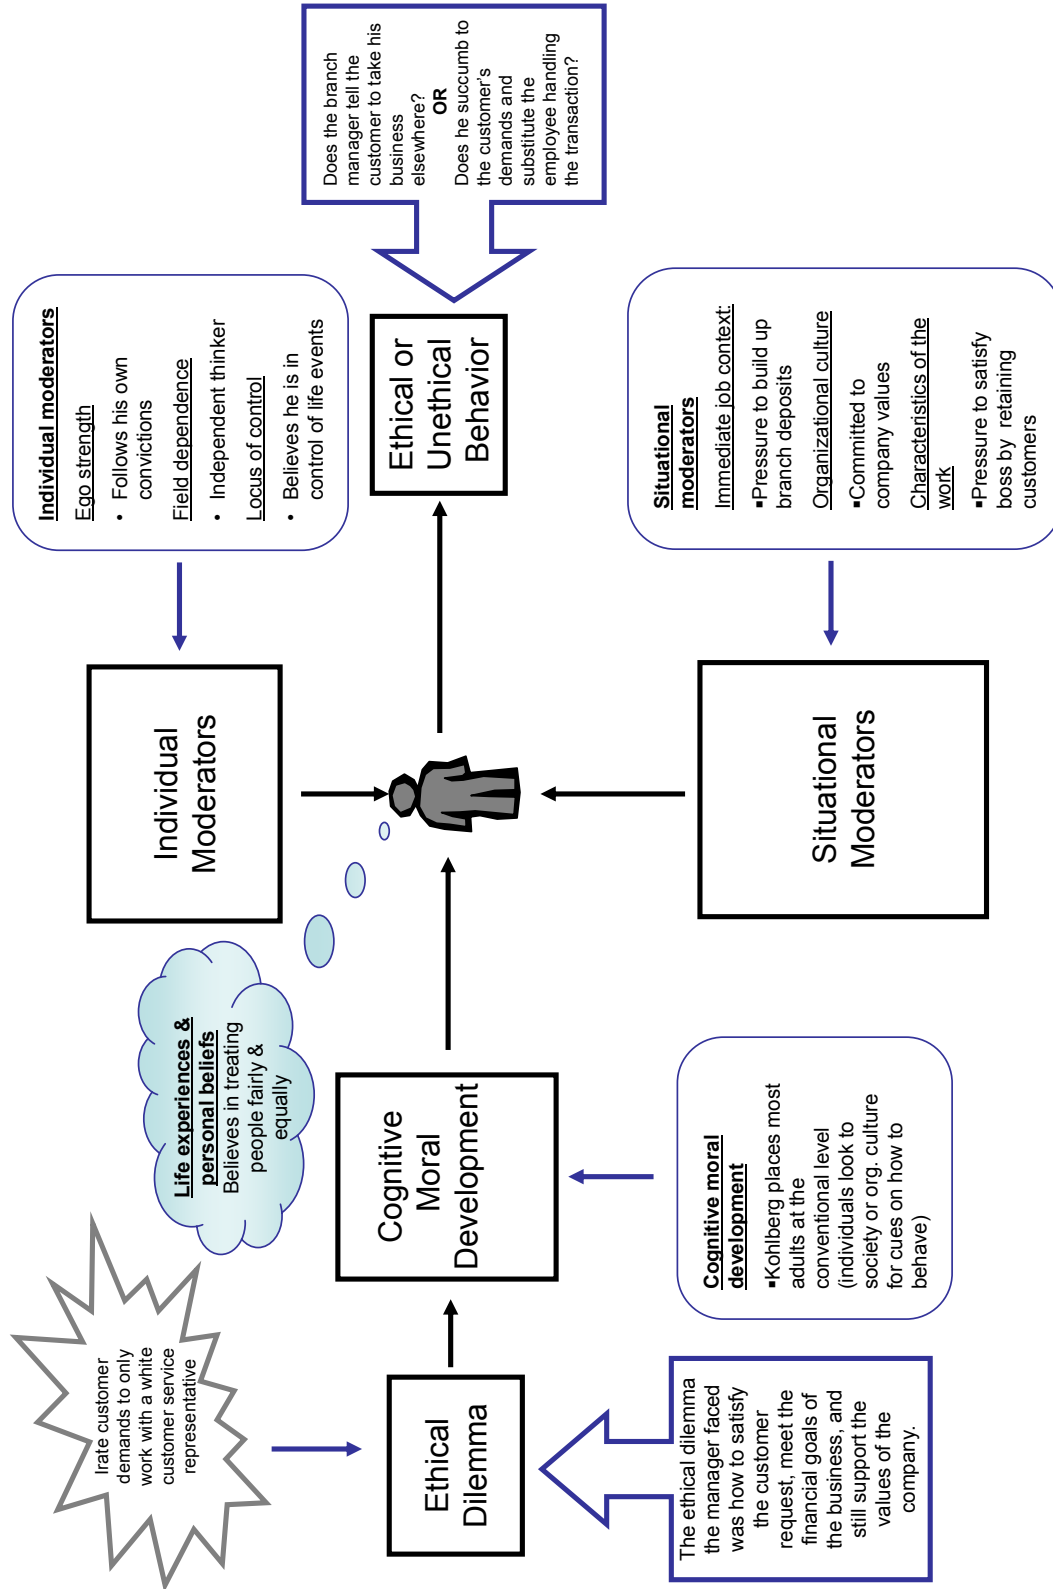 Irate customer
demands to only
work with a white
customer service
representative
Ethical
Dilemma
The ethical dilemma
the manager faced
was how to satisfy
the customer
request, meet the
financial goals of
the business, and
still support the
values of the
company.
Life experiences &
personal beliefs
Believes in treating
people fairly &
equally
Cognitive
Moral
Development
Cognitive moral
development
▪Kohlberg places most
adults at the
conventional level
(individuals look to
society or org. culture
for cues on how to
behave)
Individual
Moderators
Situational
Moderators
Individual moderators
Ego strength
• Follows his own
convictions
Field dependence
• Independent thinker
Locus of control
• Believes he is in
control of life events
Ethical or
Unethical
Behavior
Situational
moderators
Immediate job context:
▪Pressure to build up
branch deposits
Organizational culture
▪Committed to
company values
Characteristics of the
work
▪Pressure to satisfy
boss by retaining
customers
Does the branch
manager tell the
customer to take his
business
elsewhere?
OR
Does he succumb to
the customer's
demands and
substitute the
employee handling
the transaction?